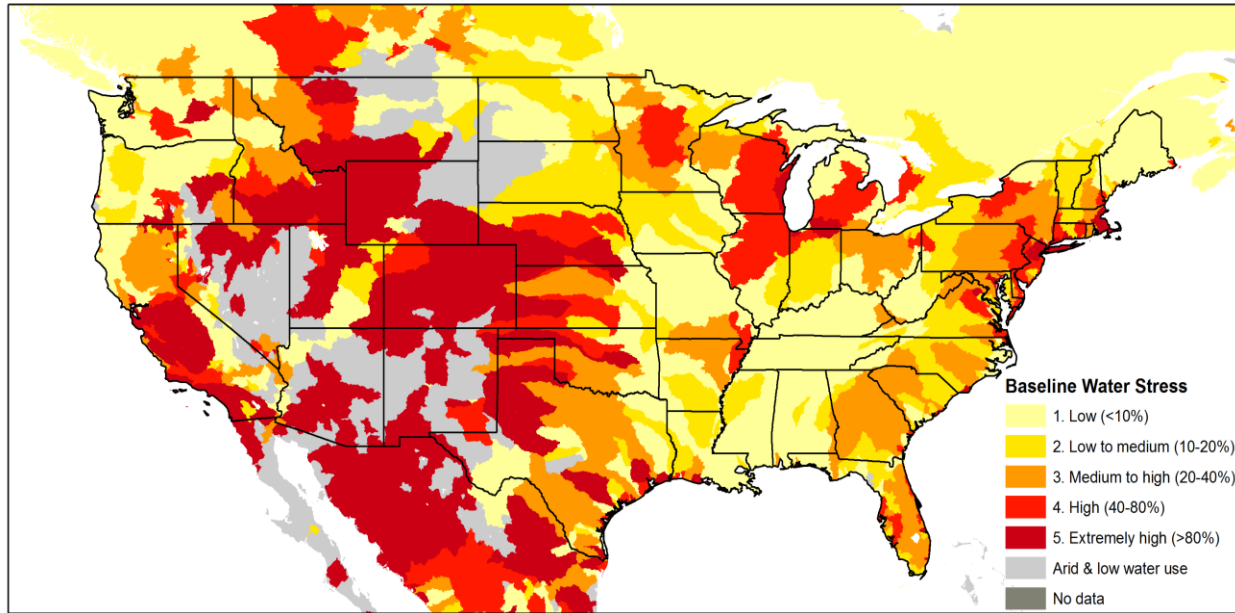 Baseline Water Stress
1. Low (<10%)
2. Low to medium (10-20%)
3. Medium to high (20-40%)
4. High (40-80%)
5. Extremely high (>80%)
Arid & low water use
No data